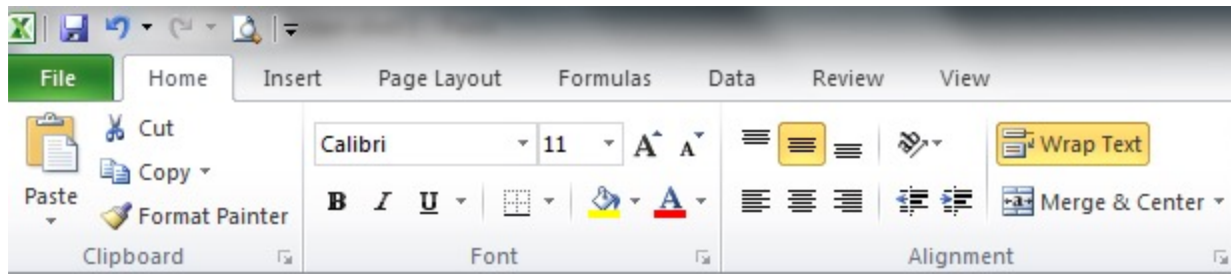 File Home Insert Page Layout Formulas Data Review View
Cut
Copy
Paste
Format Painter
Clipboard
Calibri 11 A A
B I U A
Font
Wrap Text
Merge & Center
Alignment